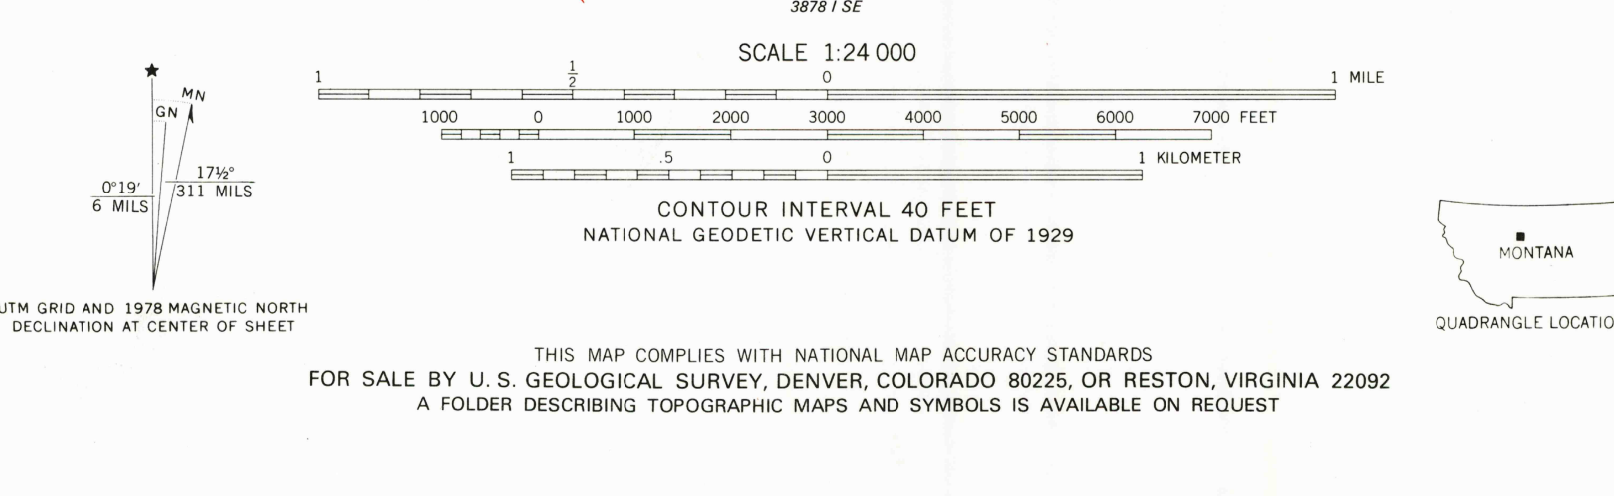 3878 I SE
SCALE 1:24 000
1 1/2 0 1 MILE
1000 0 1000 2000 3000 4000 5000 6000 7000 FEET
1 .5 0 1 KILOMETER
CONTOUR INTERVAL 40 FEET
NATIONAL GEODETIC VERTICAL DATUM OF 1929
★
MN
GN
17½°
311 MILS
0°19′
6 MILS
UTM GRID AND 1978 MAGNETIC NORTH
DECLINATION AT CENTER OF SHEET
MONTANA
QUADRANGLE LOCATIO
THIS MAP COMPLIES WITH NATIONAL MAP ACCURACY STANDARDS
FOR SALE BY U. S. GEOLOGICAL SURVEY, DENVER, COLORADO 80225, OR RESTON, VIRGINIA 22092
A FOLDER DESCRIBING TOPOGRAPHIC MAPS AND SYMBOLS IS AVAILABLE ON REQUEST